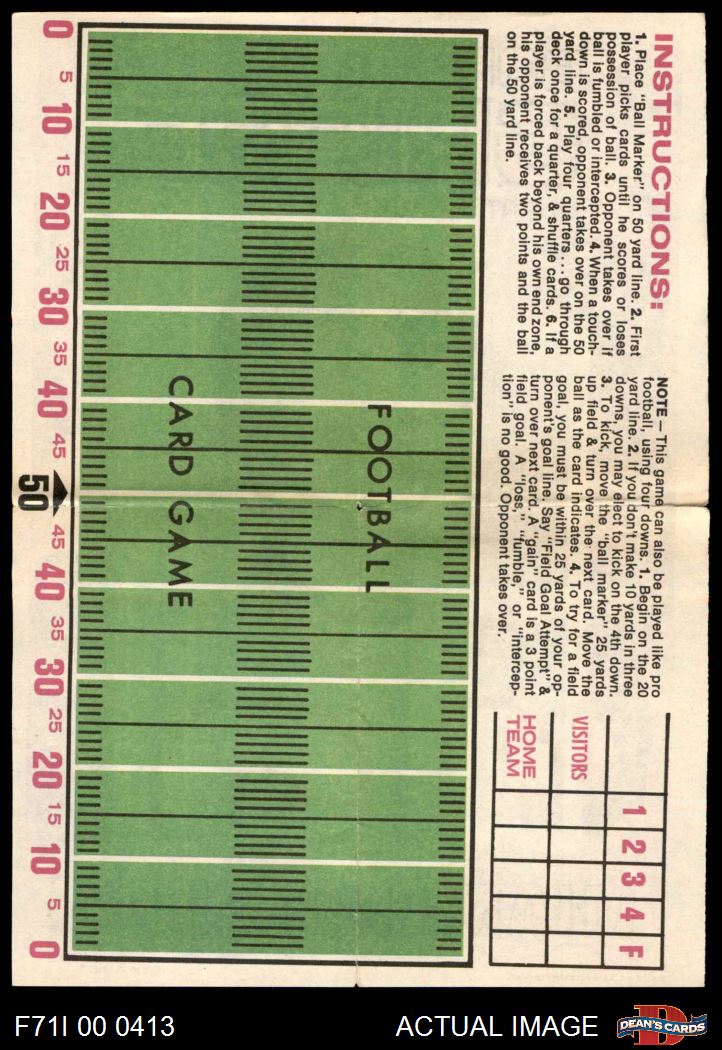 INSTRUCTIONS:
1. Place "Ball Marker" on 50 yard line. 2. First
player picks cards until he scores or loses
possession of ball. 3. Opponent takes over if
ball is fumbled or intercepted. 4. When a touch-
down is scored, opponent takes over on the 50
yard line. 5. Play four quarters...go through
deck once for a quarter, & shuffle cards. 6. If a
player is forced back beyond his own end zone,
his opponent receives two points and the ball
on the 50 yard line.
NOTE – This game can also be played like pro
football, using four downs. 1. Begin on the 20
yard line. 2. If you don't make 10 yards in three
downs, you may elect to kick on the 4th down.
3. To kick, move the "ball marker" 25 yards
up field & turn over the next card. Move the
ball as the card indicates. 4. To try for a field
goal, you must be within 25 yards of your op-
ponent's goal line. Say "Field Goal Attempt" &
turn over next card. A "gain" card is a 3 point
field goal. A "loss," "fumble," or "intercep-
tion" is no good. Opponent takes over.
1 2 3 4 F
VISITORS
HOME
TEAM
FOOTBALL
CARD GAME
0 5 10 15 20 25 30 35 40 45 50 45 40 35 30 25 20 15 10 5 0
F71I 00 0413
ACTUAL IMAGE
D
DEAN'S CARDS